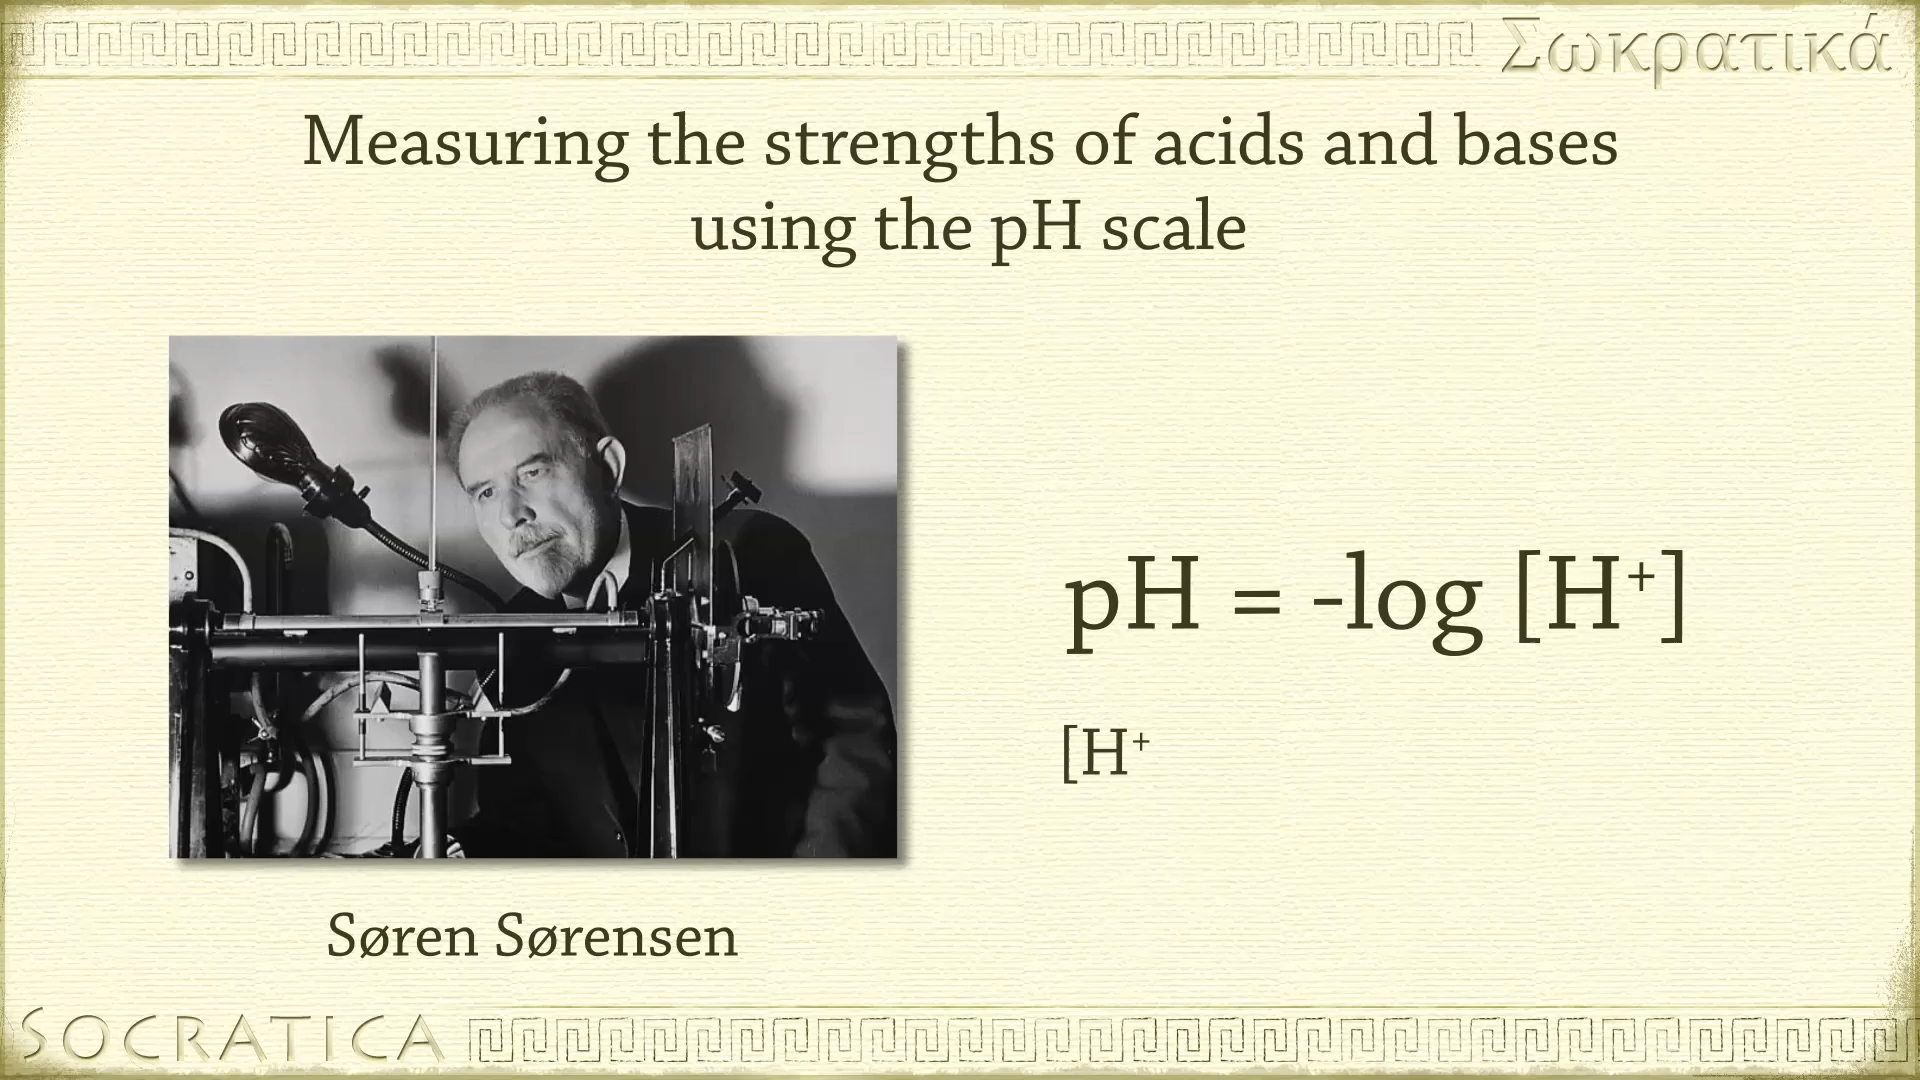 Σωκρατικά
Measuring the strengths of acids and bases
using the pH scale
pH = -log [H⁺]
[H⁺
Søren Sørensen
SOCRATICA